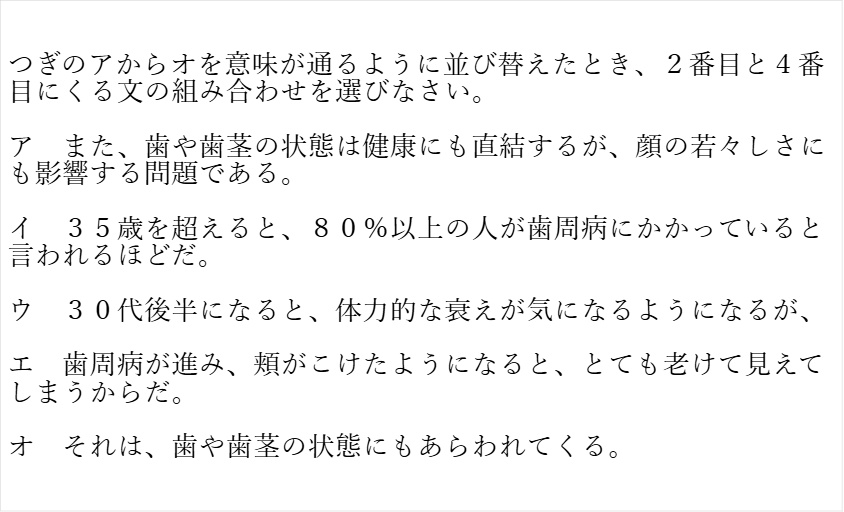 つぎのアからオを意味が通るように並び替えたとき、２番目と４番
目にくる文の組み合わせを選びなさい。
ア　また、歯や歯茎の状態は健康にも直結するが、顔の若々しさに
も影響する問題である。
イ　３５歳を超えると、８０％以上の人が歯周病にかかっていると
言われるほどだ。
ウ　３０代後半になると、体力的な衰えが気になるようになるが、
エ　歯周病が進み、頬がこけたようになると、とても老けて見えて
しまうからだ。
オ　それは、歯や歯茎の状態にもあらわれてくる。